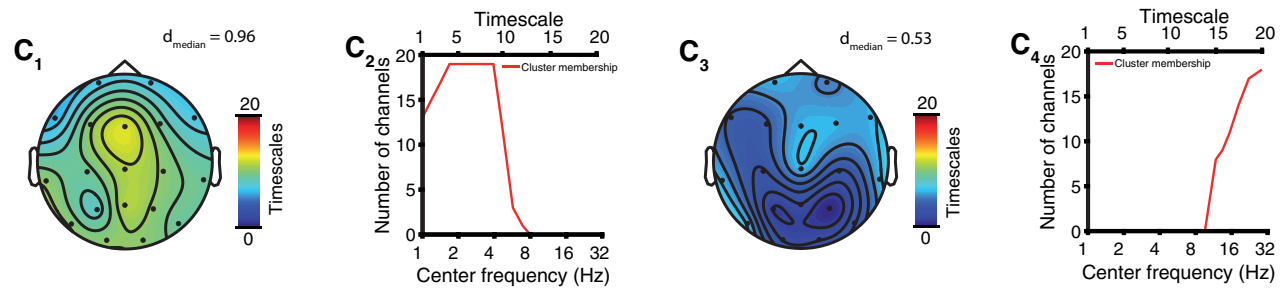 C1
d median = 0.96
20
Timescales
0
C2
Timescale
1 5 10 15 20
Number of channels
20
15
10
5
0
Cluster membership
1 2 4 8 16 32
Center frequency (Hz)
C3
d median = 0.53
20
Timescales
0
C4
Timescale
1 5 10 15 20
Number of channels
20
15
10
5
0
Cluster membership
1 2 4 8 16 32
Center frequency (Hz)